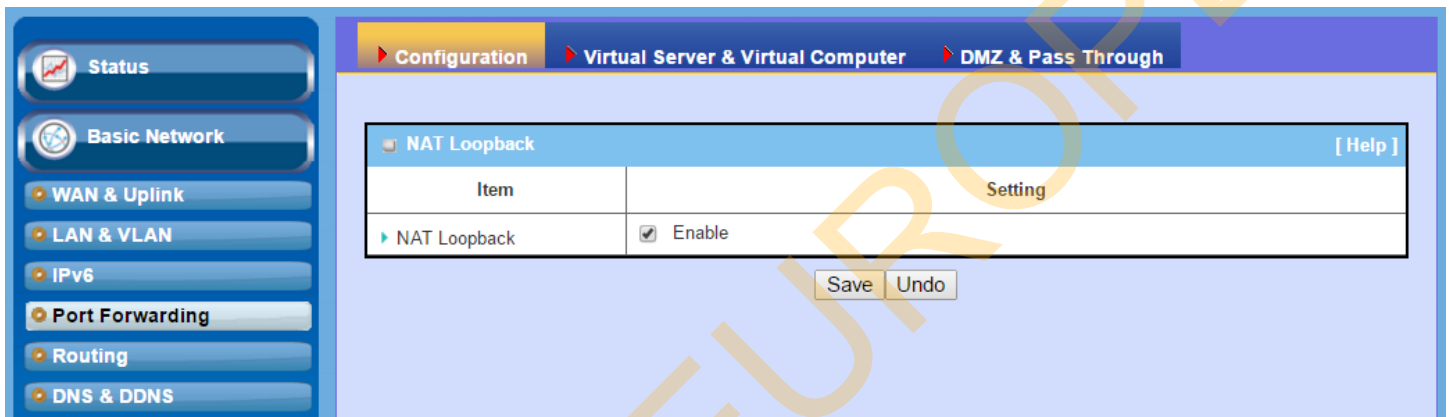 Status
Basic Network
WAN & Uplink
LAN & VLAN
IPv6
Port Forwarding
Routing
DNS & DDNS
Configuration Virtual Server & Virtual Computer DMZ & Pass Through
NAT Loopback [ Help ]
Item Setting
NAT Loopback Enable
Save Undo
EUROPE